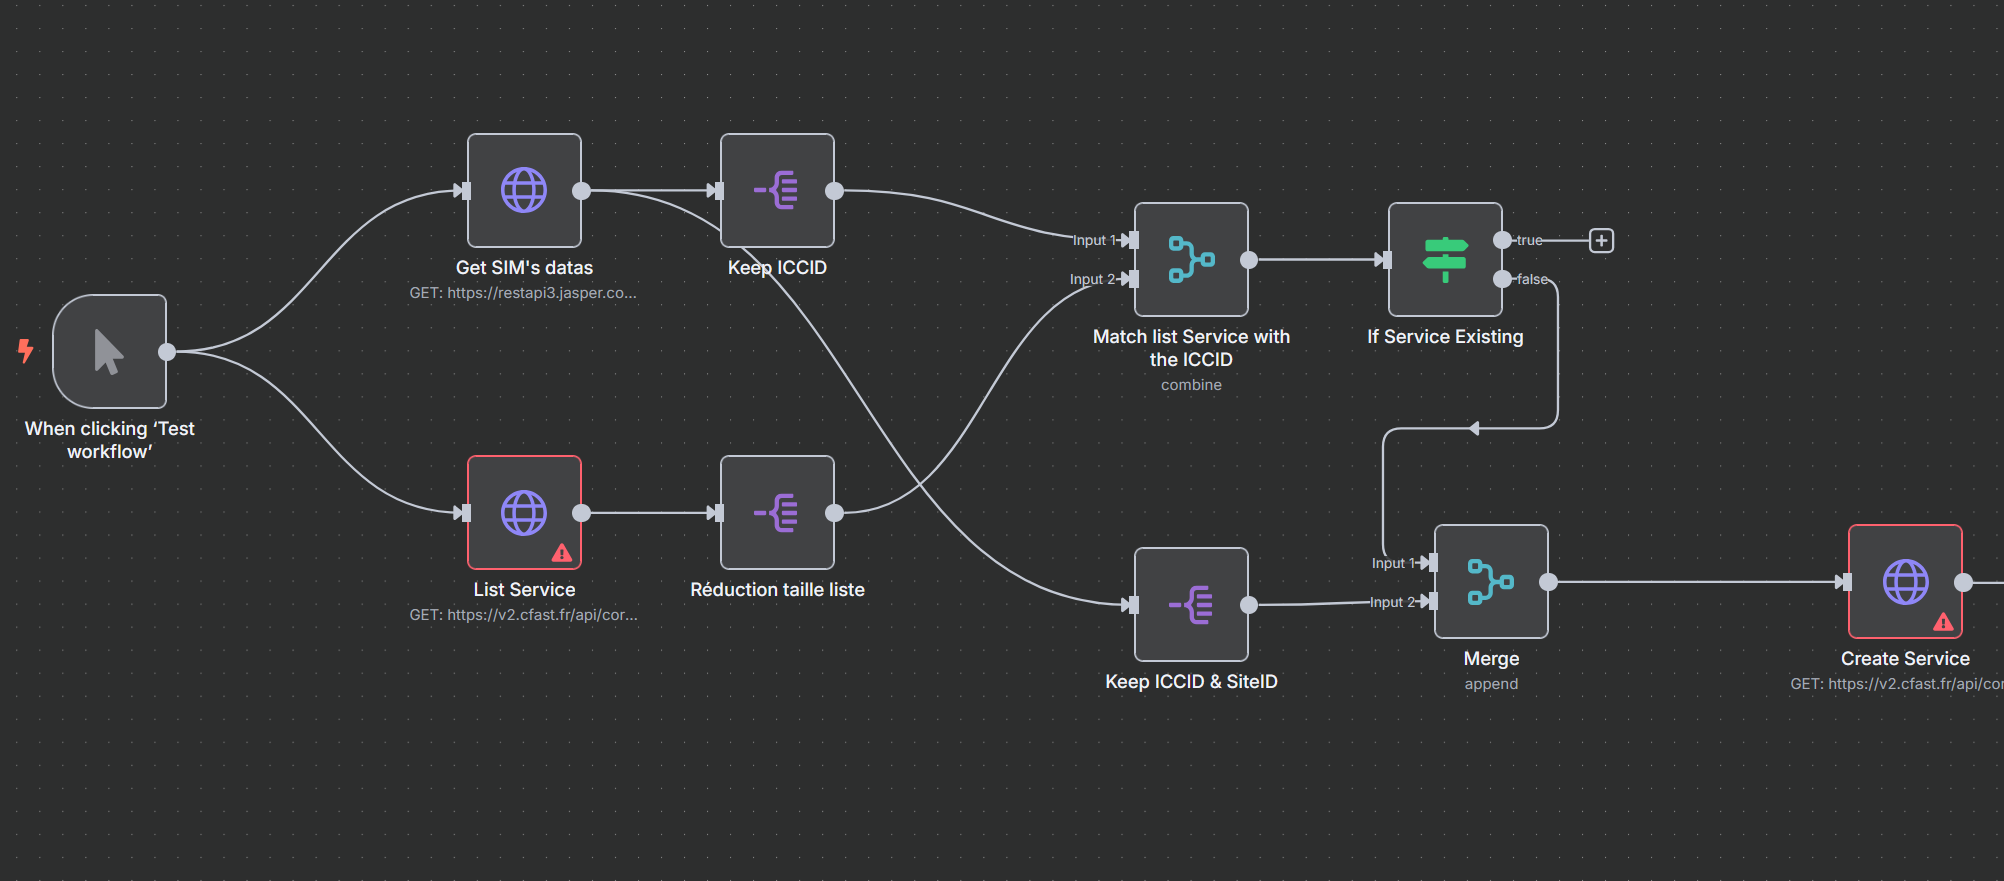 Get SIM's datas
GET: https://restapi3.jasper.co...
Keep ICCID
Input 1
Input 2
Match list Service with
the ICCID
combine
true
false
If Service Existing
When clicking ‘Test
workflow’
List Service
GET: https://v2.cfast.fr/api/cor...
Réduction taille liste
Keep ICCID & SiteID
Input 1
Input 2
Merge
append
Create Service
GET: https://v2.cfast.fr/api/cor